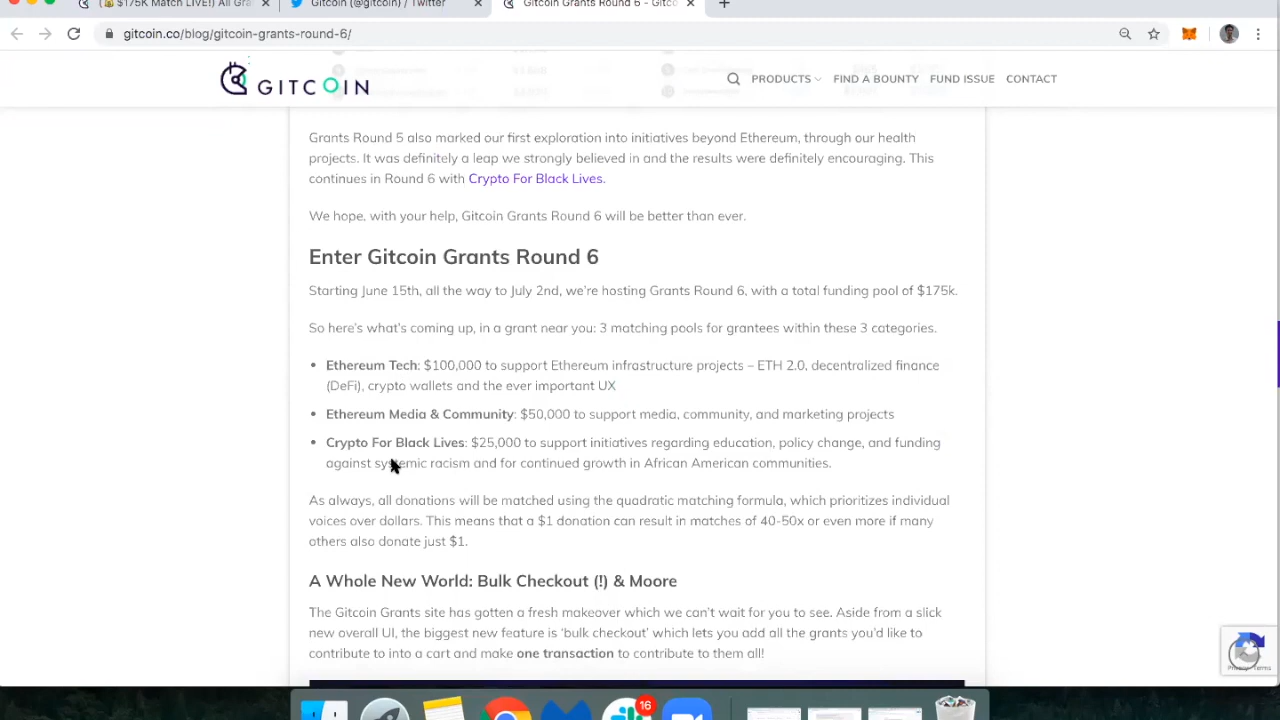 $175K Match LIVE!) All Gra
Gitcoin (@gitcoin) / Twitter
Gitcoin Grants Round 6 - Gitco
gitcoin.co/blog/gitcoin-grants-round-6/
GITCOIN
PRODUCTS
FIND A BOUNTY
FUND ISSUE
CONTACT
Grants Round 5 also marked our first exploration into initiatives beyond Ethereum, through our health
projects. It was definitely a leap we strongly believed in and the results were definitely encouraging. This
continues in Round 6 with Crypto For Black Lives.
We hope, with your help, Gitcoin Grants Round 6 will be better than ever.
Enter Gitcoin Grants Round 6
Starting June 15th, all the way to July 2nd, we're hosting Grants Round 6, with a total funding pool of $175k.
So here's what's coming up, in a grant near you: 3 matching pools for grantees within these 3 categories.
• Ethereum Tech: $100,000 to support Ethereum infrastructure projects – ETH 2.0, decentralized finance
(DeFi), crypto wallets and the ever important UX
• Ethereum Media & Community: $50,000 to support media, community, and marketing projects
• Crypto For Black Lives: $25,000 to support initiatives regarding education, policy change, and funding
against systemic racism and for continued growth in African American communities.
As always, all donations will be matched using the quadratic matching formula, which prioritizes individual
voices over dollars. This means that a $1 donation can result in matches of 40-50x or even more if many
others also donate just $1.
A Whole New World: Bulk Checkout (!) & Moore
The Gitcoin Grants site has gotten a fresh makeover which we can't wait for you to see. Aside from a slick
new overall UI, the biggest new feature is 'bulk checkout' which lets you add all the grants you'd like to
contribute to into a cart and make one transaction to contribute to them all!
Privacy - Terms
16